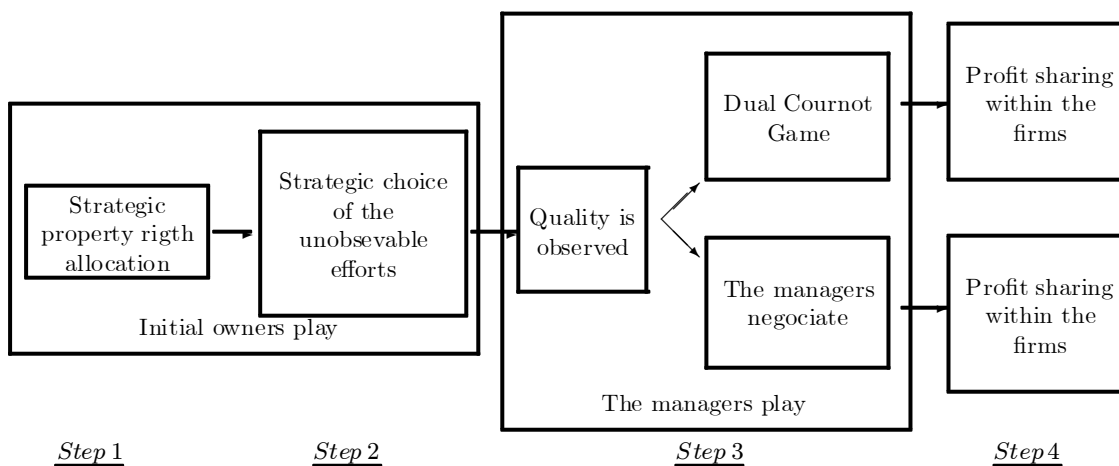 Strategic
property rigth
allocation
Strategic choice
of the
unobsevable
efforts
Initial owners play
Quality is
observed
Dual Cournot
Game
The managers
negociate
The managers play
Profit sharing
within the
firms
Profit sharing
within the
firms
Step 1
Step 2
Step 3
Step 4